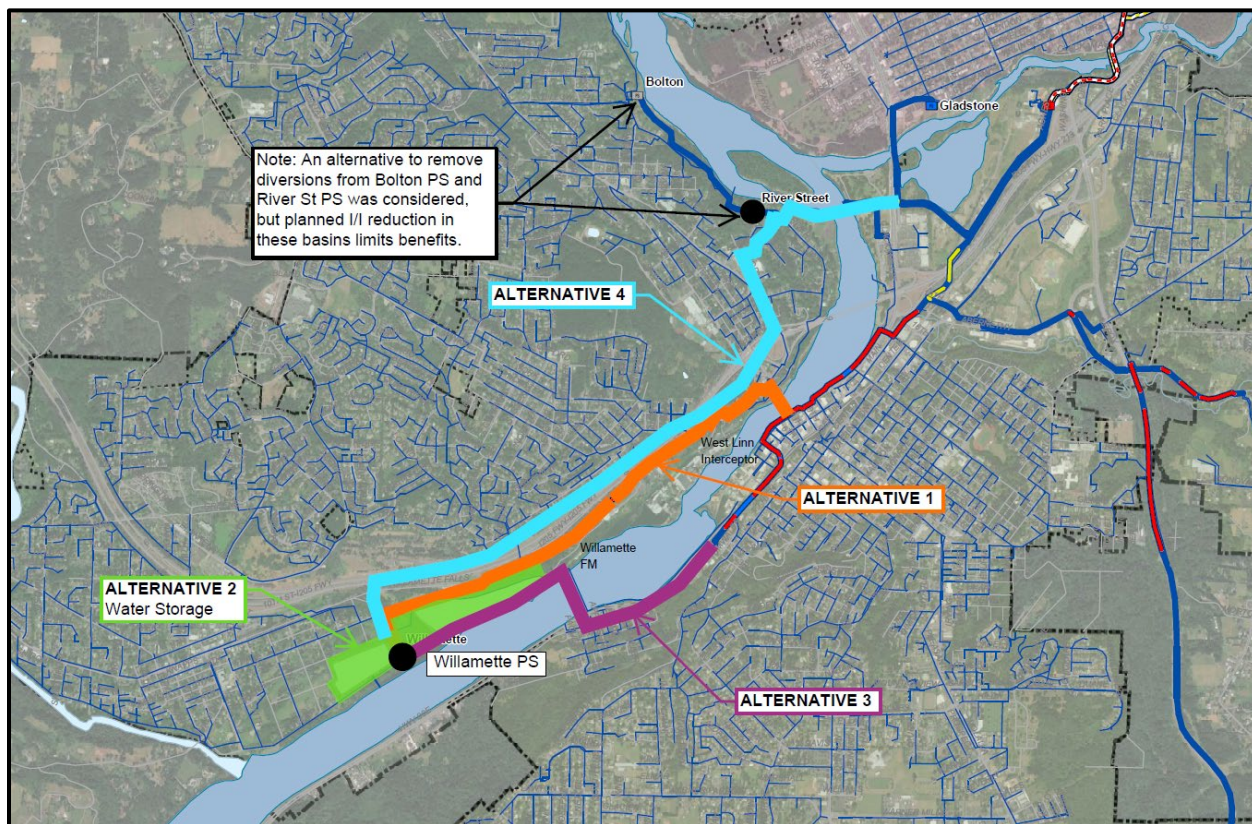 Bolton
Gladstone
Note: An alternative to remove
diversions from Bolton PS and
River St PS was considered,
but planned I/I reduction in
these basins limits benefits.
River Street
ALTERNATIVE 4
West Linn
Interceptor
ALTERNATIVE 1
Willamette
FM
ALTERNATIVE 2
Water Storage
Willamette PS
ALTERNATIVE 3